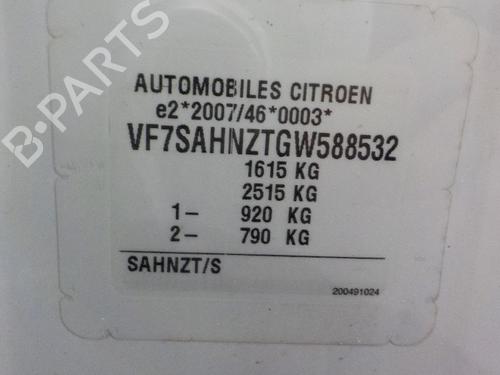 B-PARTS
AUTOMOBILES CITROEN
e2*2007/46*0003*
VF7SAHNZTGW588532
1615 KG
2515 KG
1- 920 KG
2- 790 KG
SAHNZT/S
200491024